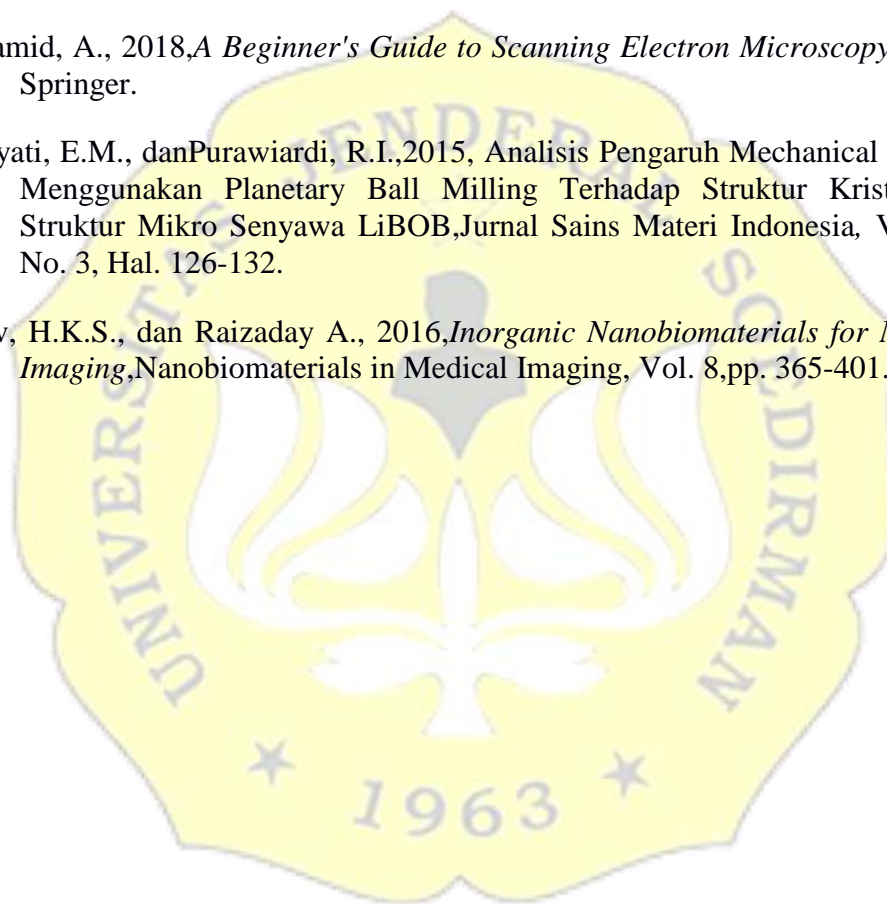 amid, A., 2018,A Beginner's Guide to Scanning Electron Microscopy
Springer.
yati, E.M., danPurawiardi, R.I.,2015, Analisis Pengaruh Mechanical
Menggunakan Planetary Ball Milling Terhadap Struktur Krist
Struktur Mikro Senyawa LiBOB,Jurnal Sains Materi Indonesia, V
No. 3, Hal. 126-132.
, H.K.S., dan Raizaday A., 2016,Inorganic Nanobiomaterials for
Imaging,Nanobiomaterials in Medical Imaging, Vol. 8,pp. 365-401.
UNIVERSITAS JENDERAL SOEDIRMAN
1963